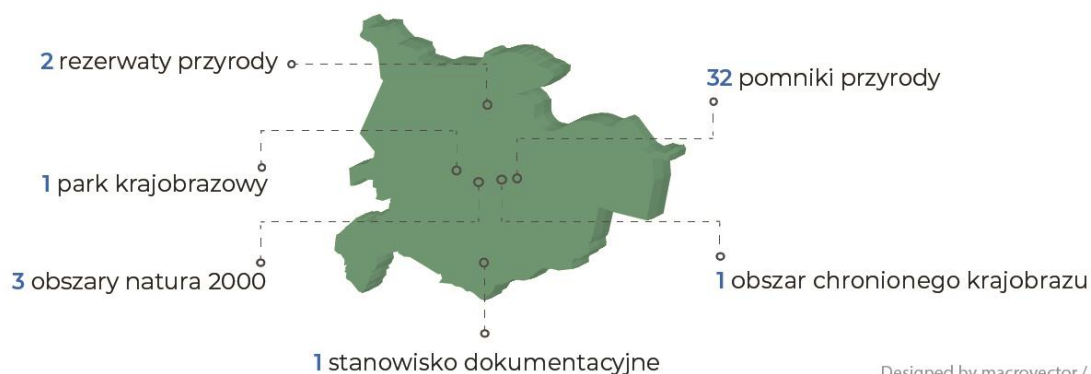 2 rezerwaty przyrody
32 pomniki przyrody
1 park krajobrazowy
3 obszary natura 2000
1 obszar chronionego krajobrazu
1 stanowisko dokumentacyjne
Designed by macrovector /